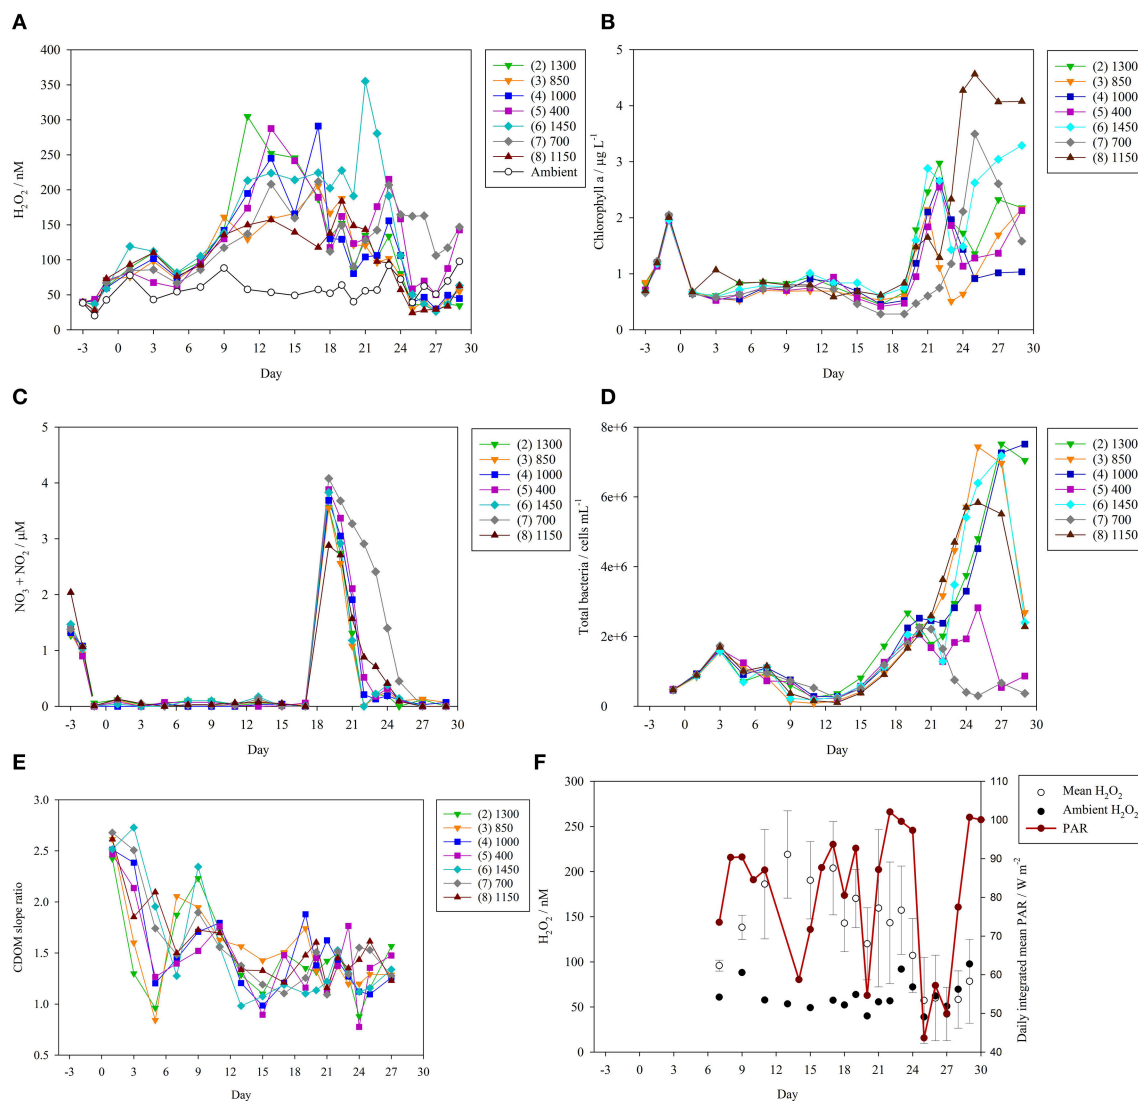 A
H₂O₂ / nM
400
350
300
250
200
150
100
50
0
-3 0 3 6 9 12 15 18 21 24 27 30
Day
(2) 1300
(3) 850
(4) 1000
(5) 400
(6) 1450
(7) 700
(8) 1150
Ambient
B
Chlorophyll a / μg L⁻¹
5
4
3
2
1
0
-3 0 3 6 9 12 15 18 21 24 27 30
Day
(2) 1300
(3) 850
(4) 1000
(5) 400
(6) 1450
(7) 700
(8) 1150
C
NO₃ + NO₂ / μM
5
4
3
2
1
0
-3 0 3 6 9 12 15 18 21 24 27 30
Day
(2) 1300
(3) 850
(4) 1000
(5) 400
(6) 1450
(7) 700
(8) 1150
D
Total bacteria / cells mL⁻¹
8e+6
6e+6
4e+6
2e+6
0
-3 0 3 6 9 12 15 18 21 24 27 30
Day
(2) 1300
(3) 850
(4) 1000
(5) 400
(6) 1450
(7) 700
(8) 1150
E
CDOM slope ratio
3.0
2.5
2.0
1.5
1.0
0.5
-3 0 3 6 9 12 15 18 21 24 27 30
Day
(2) 1300
(3) 850
(4) 1000
(5) 400
(6) 1450
(7) 700
(8) 1150
F
H₂O₂ / nM
300
250
200
150
100
50
0
-3 0 3 6 9 12 15 18 21 24 27 30
Day
110
100
90
80
70
60
50
40
Daily integrated mean PAR / W m⁻²
Mean H₂O₂
Ambient H₂O₂
PAR